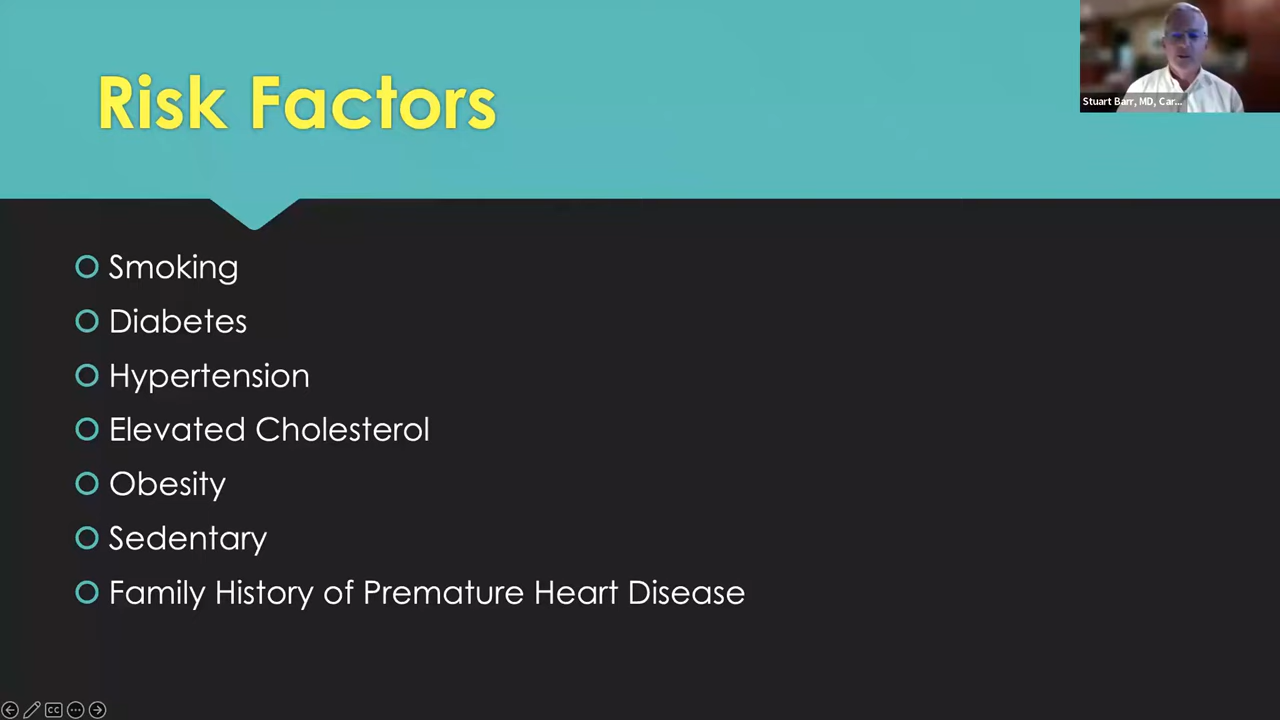 Risk Factors
Stuart Barr, MD, Car...
Smoking
Diabetes
Hypertension
Elevated Cholesterol
Obesity
Sedentary
Family History of Premature Heart Disease
CC